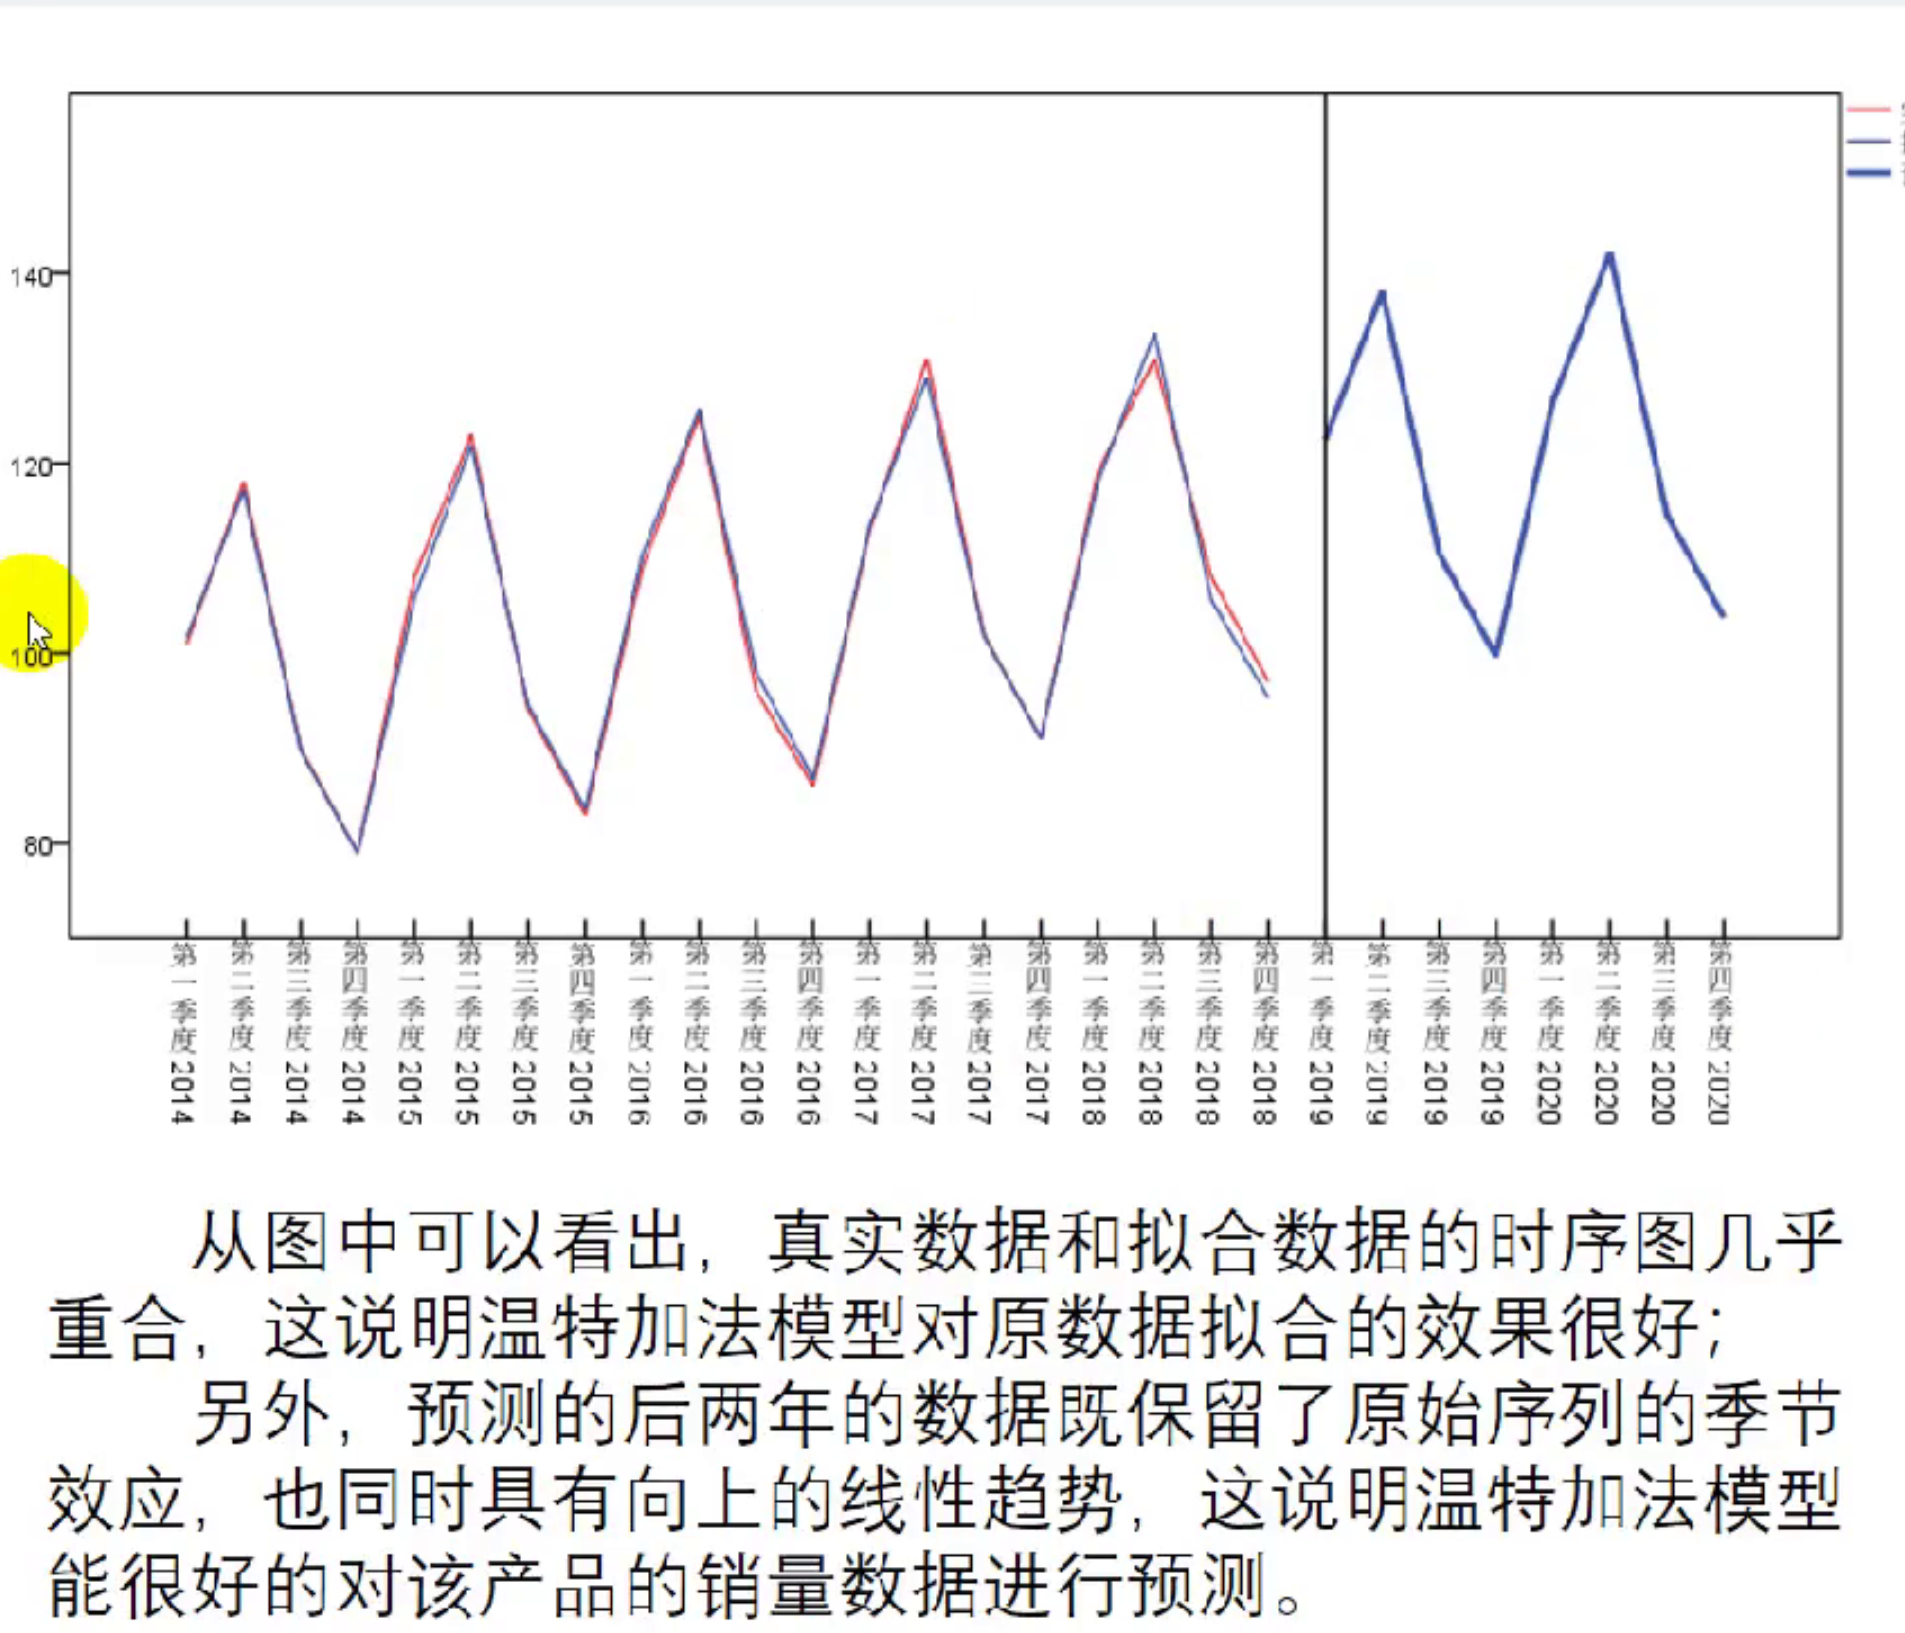 140
120
100
80
第一季度 2014
第二季度 2014
第三季度 2014
第四季度 2014
第一季度 2015
第二季度 2015
第三季度 2015
第四季度 2015
第一季度 2016
第二季度 2016
第三季度 2016
第四季度 2016
第一季度 2017
第二季度 2017
第三季度 2017
第四季度 2017
第一季度 2018
第二季度 2018
第三季度 2018
第四季度 2018
第一季度 2019
第二季度 2019
第三季度 2019
第四季度 2019
第一季度 2020
第二季度 2020
第三季度 2020
第四季度 2020
从图中可以看出，真实数据和拟合数据的时序图几乎
重合，这说明温特加法模型对原数据拟合的效果很好；
另外，预测的后两年的数据既保留了原始序列的季节
效应，也同时具有向上的线性趋势，这说明温特加法模型
能很好的对该产品的销量数据进行预测。